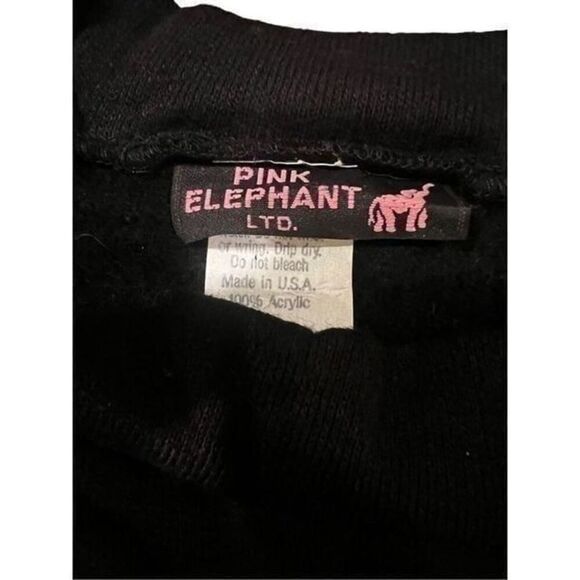 PINK
ELEPHANT
LTD.
or wring. Drip dry.
Do not bleach
Made in U.S.A.
100% Acrylic